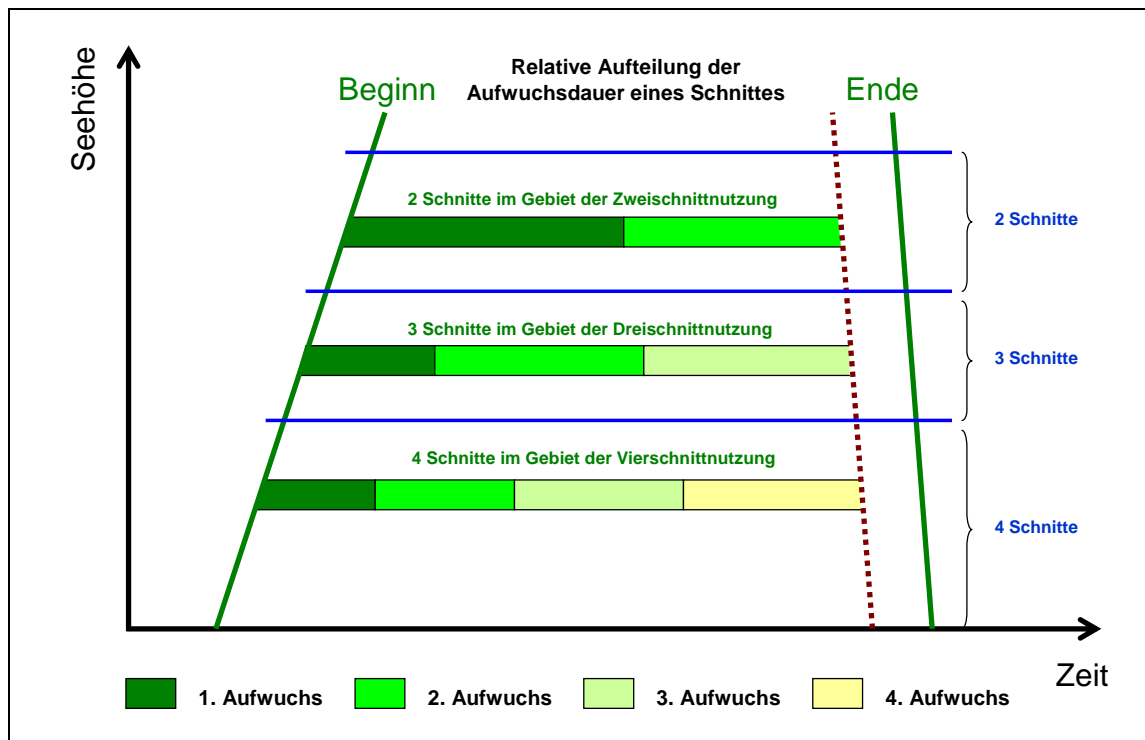 Seehöhe
Relative Aufteilung der
Aufwuchsdauer eines Schnittes
Beginn
Ende
2 Schnitte im Gebiet der Zweischnittnutzung
2 Schnitte
3 Schnitte im Gebiet der Dreischnittnutzung
3 Schnitte
4 Schnitte im Gebiet der Vierschnittnutzung
4 Schnitte
Zeit
1. Aufwuchs
2. Aufwuchs
3. Aufwuchs
4. Aufwuchs